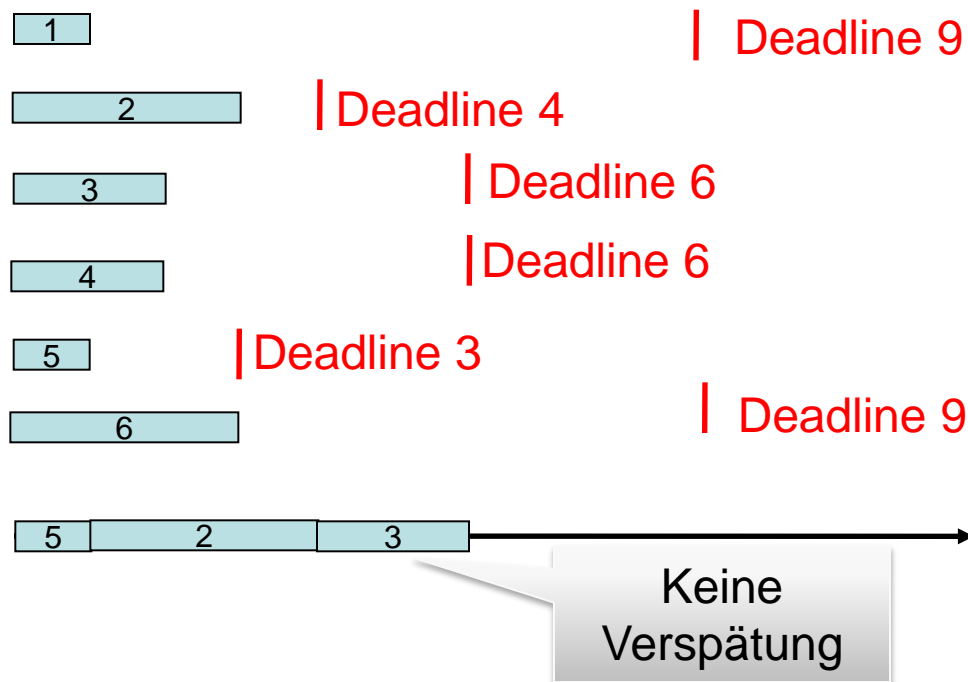 1
Deadline 9
2
Deadline 4
3
Deadline 6
4
Deadline 6
5
Deadline 3
6
Deadline 9
5 2 3
Keine
Verspätung